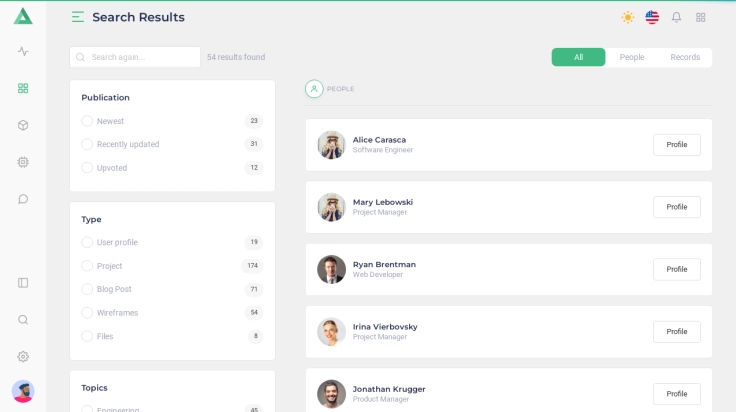 Search Results
Search again...
54 results found
All
People
Records
Publication
Newest
23
Recently updated
31
Upvoted
12
Type
User profile
19
Project
174
Blog Post
71
Wireframes
54
Files
8
Topics
Engineering
45
PEOPLE
Alice Carasca
Software Engineer
Profile
Mary Lebowski
Project Manager
Profile
Ryan Brentman
Web Developer
Profile
Irina Vierbovsky
Project Manager
Profile
Jonathan Krugger
Product Manager
Profile